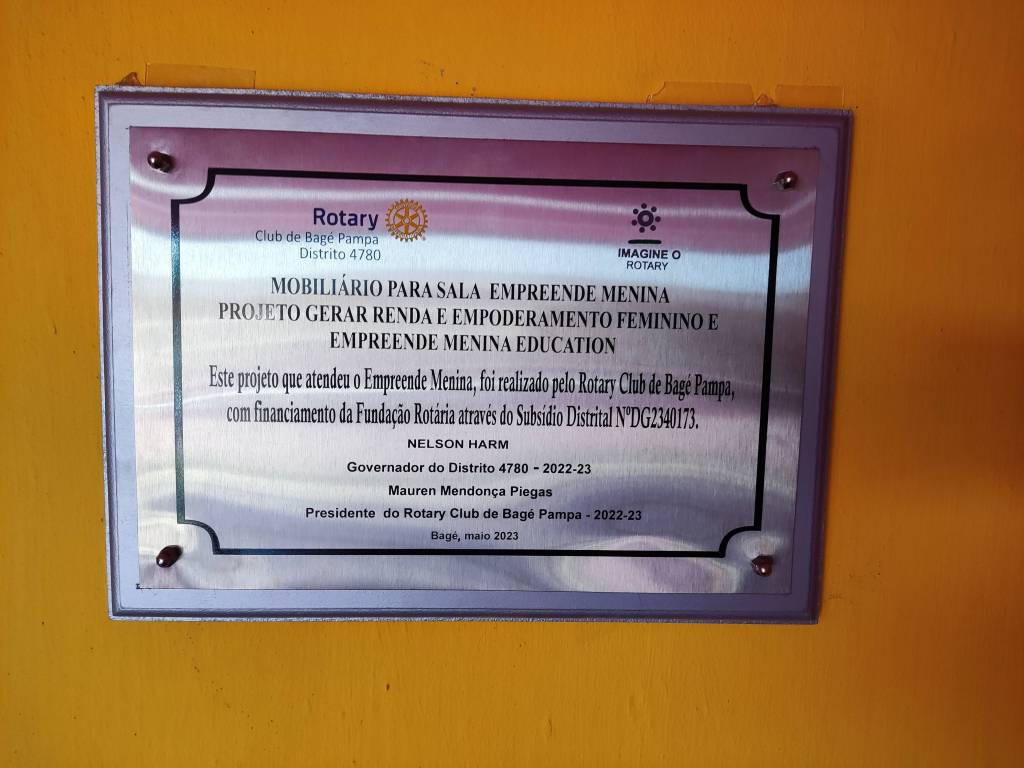 Rotary
Club de Bagé Pampa
Distrito 4780
IMAGINE O
ROTARY
MOBILIÁRIO PARA SALA EMPREENDE MENINA
PROJETO GERAR RENDA E EMPODERAMENTO FEMININO E
EMPREENDE MENINA EDUCATION
Este projeto que atendeu o Empreende Menina, foi realizado pelo Rotary Club de Bagé Pampa,
com financiamento da Fundação Rotária através do Subsídio Distrital NºDG2340173.
NELSON HARM
Governador do Distrito 4780 - 2022-23
Mauren Mendonça Piegas
Presidente do Rotary Club de Bagé Pampa - 2022-23
Bagé, maio 2023